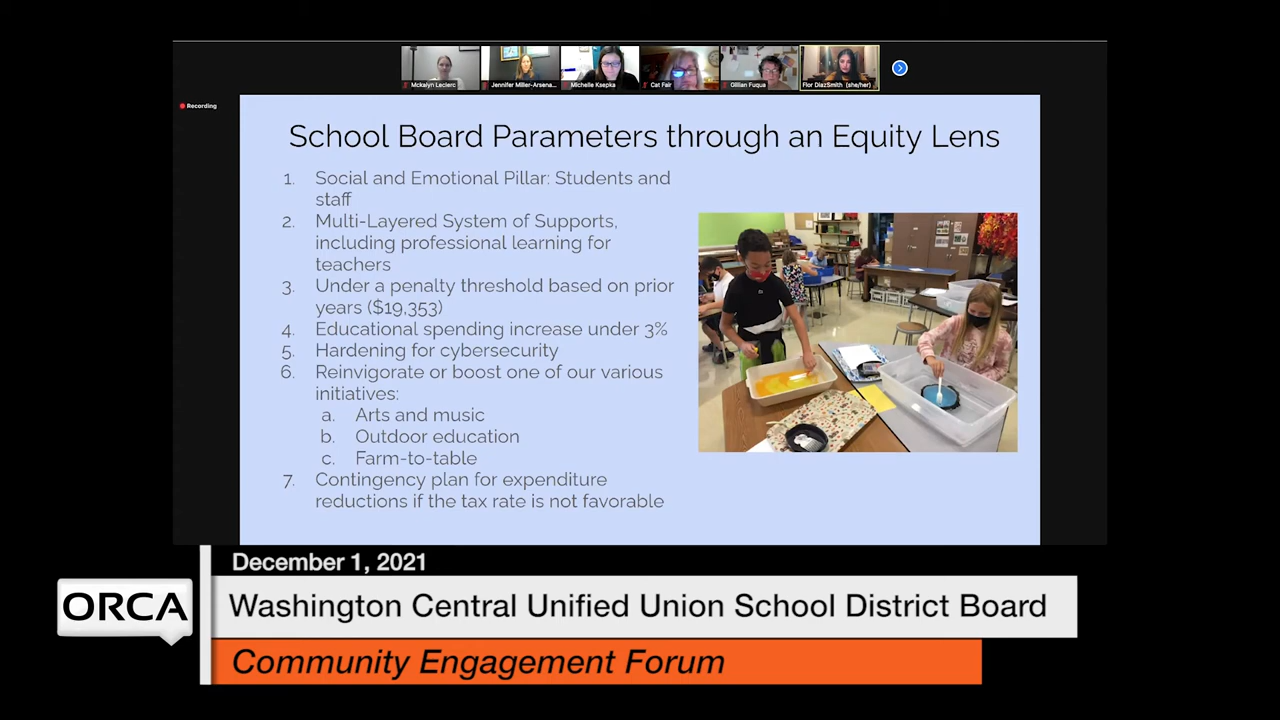 Mckalyn Leclerc
Jennifer Miller-Arsena...
Michelle Ksepka
Cat Fair
Gillian Fuqua
Flor DiazSmith (she/her)
Recording
School Board Parameters through an Equity Lens
1. Social and Emotional Pillar: Students and
staff
2. Multi-Layered System of Supports,
including professional learning for
teachers
3. Under a penalty threshold based on prior
years ($19,353)
4. Educational spending increase under 3%
5. Hardening for cybersecurity
6. Reinvigorate or boost one of our various
initiatives:
a. Arts and music
b. Outdoor education
c. Farm-to-table
7. Contingency plan for expenditure
reductions if the tax rate is not favorable
December 1, 2021
ORCA
Washington Central Unified Union School District Board
Community Engagement Forum